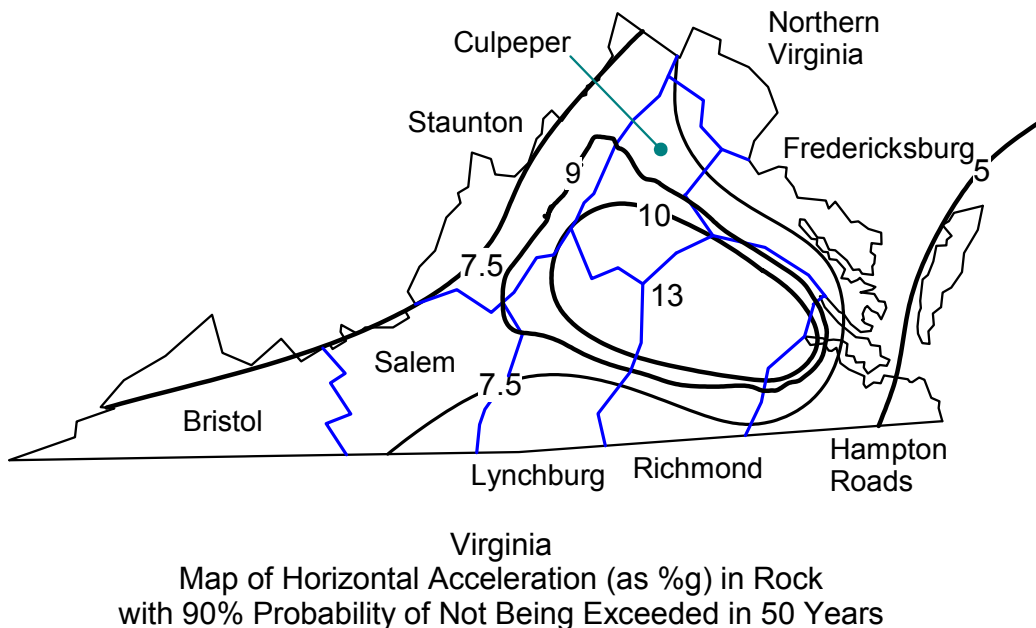 Northern
Virginia
Culpeper
Staunton
Fredericksburg
5
9
10
7.5
13
Salem
7.5
Bristol
Lynchburg
Richmond
Hampton
Roads
Virginia
Map of Horizontal Acceleration (as %g) in Rock
with 90% Probability of Not Being Exceeded in 50 Years